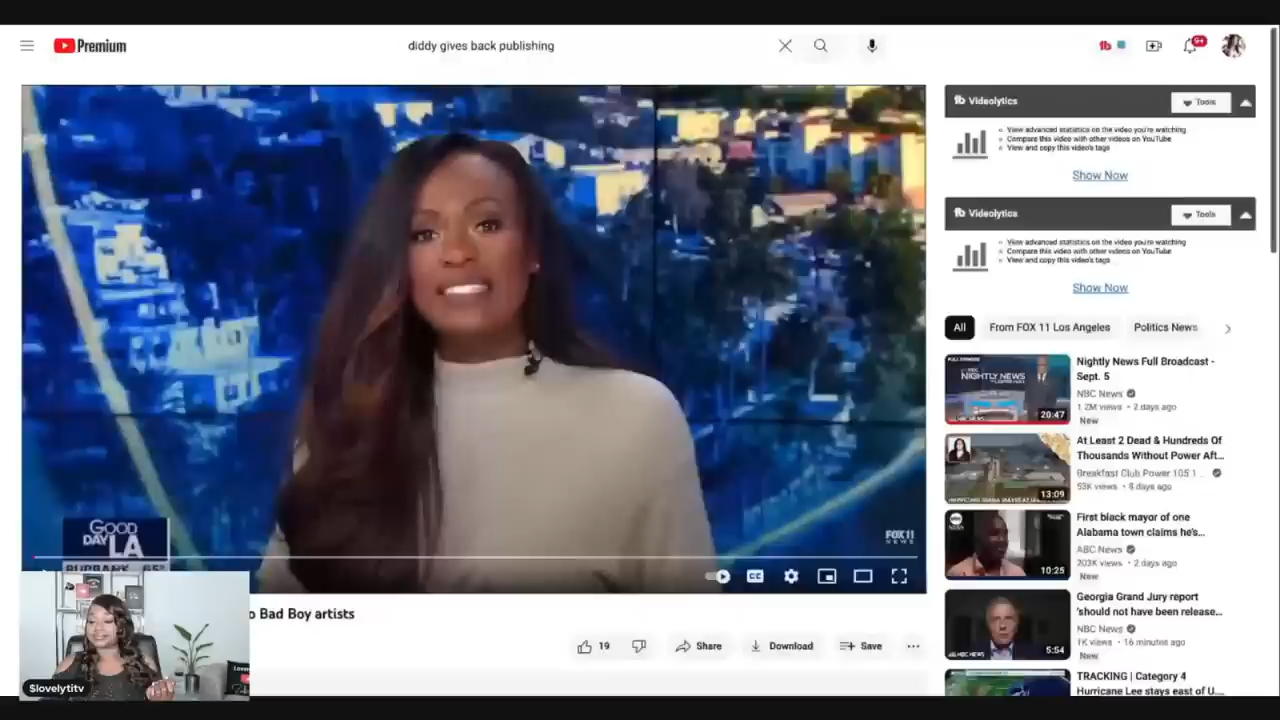 Premium
diddy gives back publishing
9+
Videolytics
Tools
View advanced statistics on the video you're watching
Compare this video with other videos on YouTube
View and copy this video's tags
Show Now
Videolytics
Tools
View advanced statistics on the video you're watching
Compare this video with other videos on YouTube
View and copy this video's tags
Show Now
All
From FOX 11 Los Angeles
Politics News
Nightly News Full Broadcast -
Sept. 5
NBC News
1.2M views • 2 days ago
New
NIGHTLY NEWS
20:47
At Least 2 Dead & Hundreds Of
Thousands Without Power Aft...
Breakfast Club Power 105.1 ...
53K views • 8 days ago
13:09
First black mayor of one
Alabama town claims he's...
ABC News
203K views • 2 days ago
New
10:25
Georgia Grand Jury report
'should not have been release...
NBC News
1K views • 16 minutes ago
New
5:54
TRACKING | Category 4
Hurricane Lee stays east of U...
GOOD
DAY LA
BURBANK 65°
FOX 11
NEWS
CC
o Bad Boy artists
19
Share
Download
Save
Slovelytitv